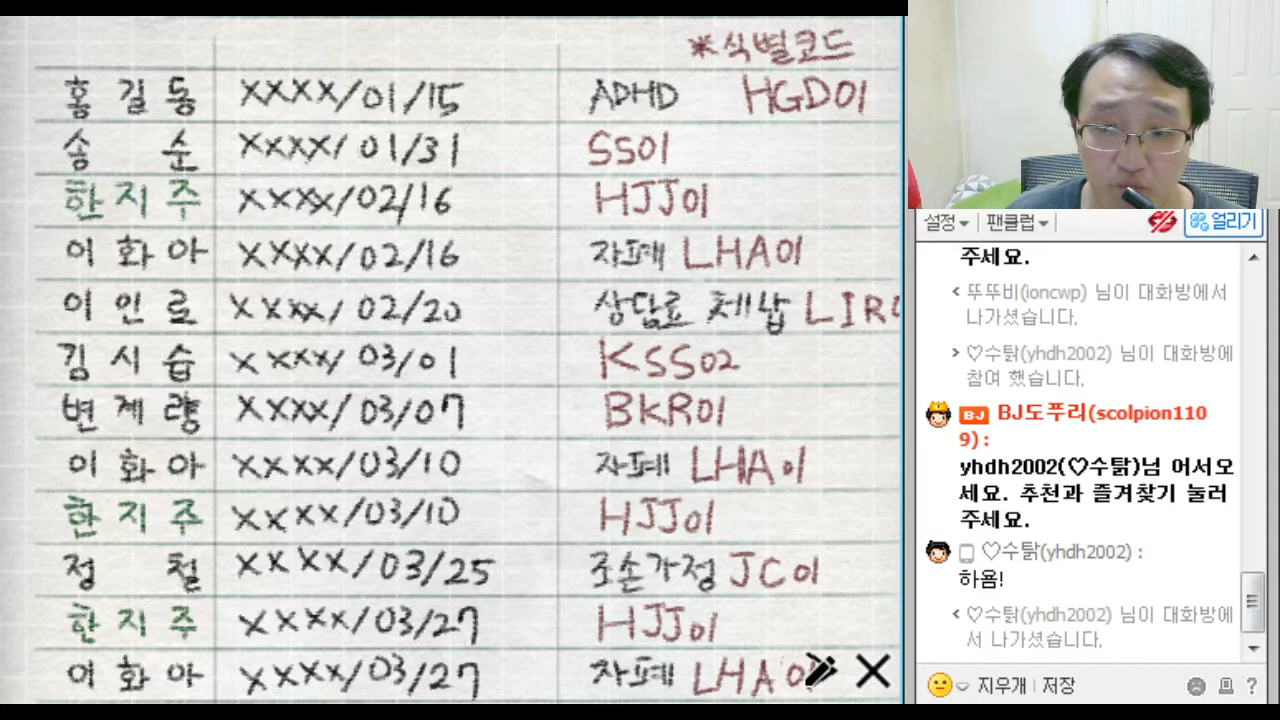 *식별코드
홍길동 XXXX/01/15 ADHD HGD01
송순 XXXX/01/31 SS01
한지주 XXXX/02/16 HJJ01
이화아 XXXX/02/16 자폐 LHA01
이인로 XXXX/02/20 상담료 체납 LIR0
김시습 XXXX/03/01 KSS02
변계량 XXXX/03/07 BKR01
이화아 XXXX/03/10 자폐 LHA01
한지주 XXXX/03/10 HJJ01
정철 XXXX/03/25 조손가정 JC01
한지주 XXXX/03/27 HJJ01
이화아 XXXX/03/27 자폐 LHA0
설정 팬클럽 얼리기
주세요.
< 뚜뚜비(ioncwp) 님이 대화방에서
나가셨습니다.
> ♡수탉(yhdh2002) 님이 대화방에
참여 했습니다.
BJ BJ도푸리(scolpion110
9) :
yhdh2002(♡수탉)님 어서오
세요. 추천과 즐겨찾기 눌러
주세요.
♡수탉(yhdh2002) :
하욤!
< ♡수탉(yhdh2002) 님이 대화방에
서 나가셨습니다.
지우개 | 저장 ?